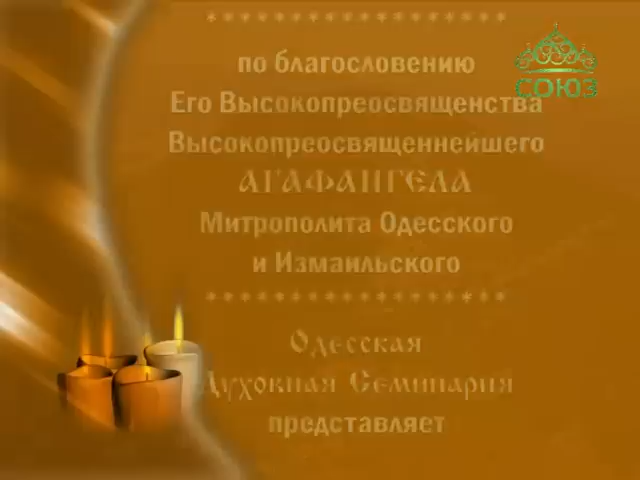 * * * * * * * * * * * * * * * * * * *
по благословению
СОЮЗ
Его Высокопреосвященства
Высокопреосвященнейшего
АГАФАНГЕЛА
Митрополита Одесского
и Измаильского
* * * * * * * * * * * * * * * * * * *
Одесская
Духовная Семинария
представляет